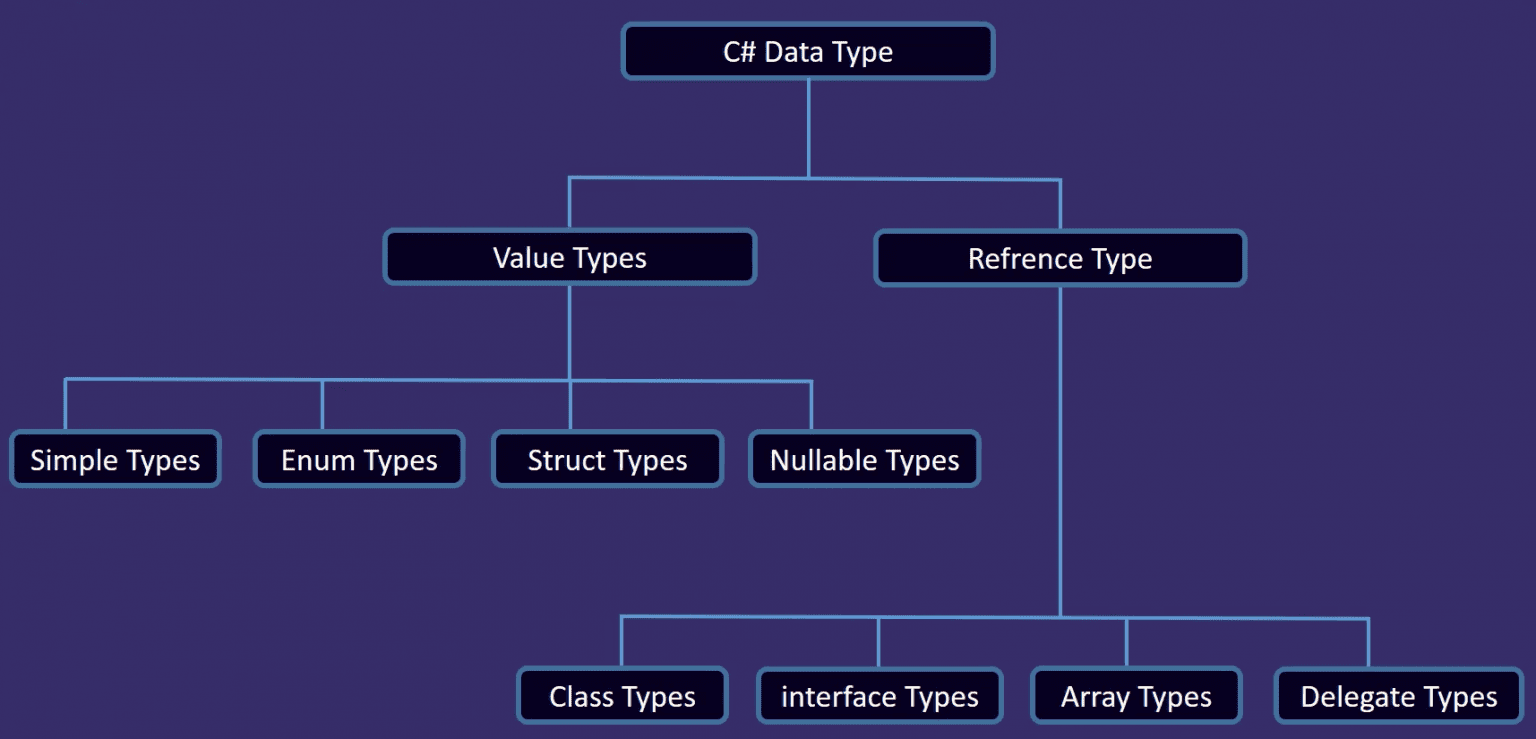 C# Data Type
Value Types
Refrence Type
Simple Types
Enum Types
Struct Types
Nullable Types
Class Types
interface Types
Array Types
Delegate Types